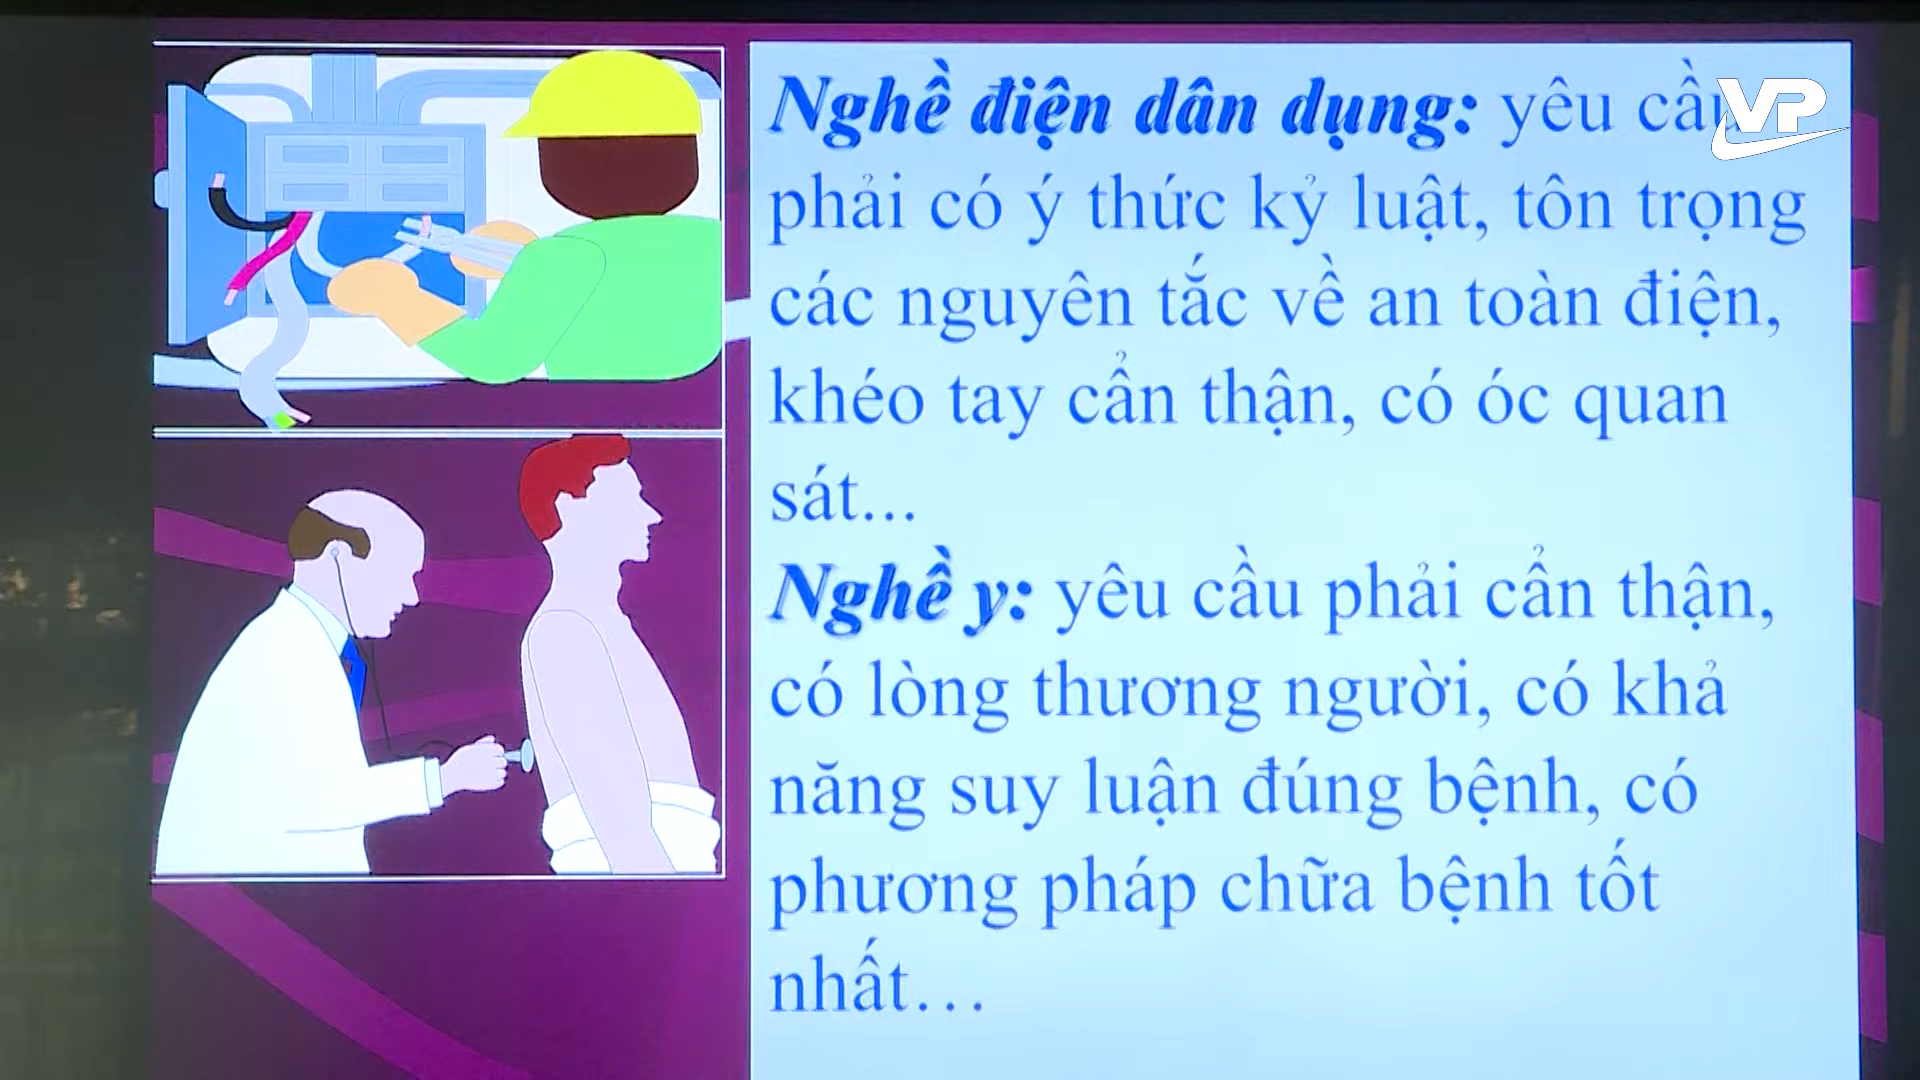 Nghề điện dân dụng: yêu cầu
phải có ý thức kỷ luật, tôn trọng
các nguyên tắc về an toàn điện,
khéo tay cẩn thận, có óc quan
sát...
Nghề y: yêu cầu phải cẩn thận,
có lòng thương người, có khả
năng suy luận đúng bệnh, có
phương pháp chữa bệnh tốt
nhất...
VP